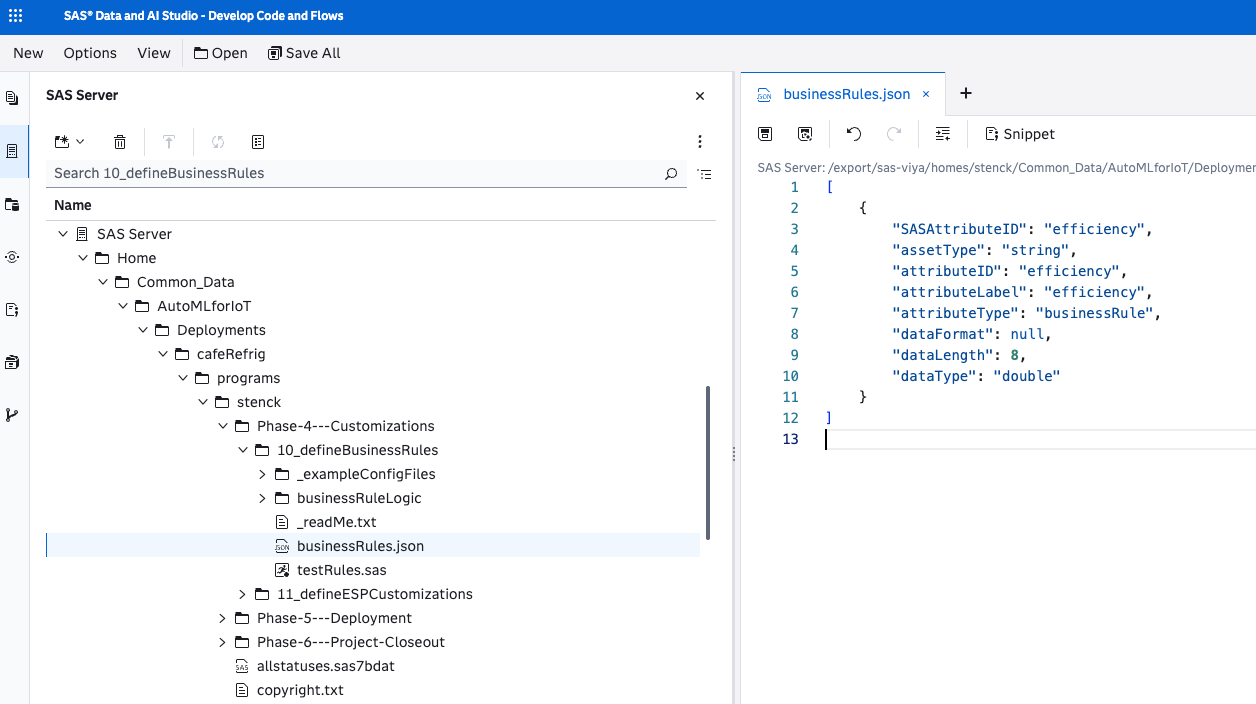 SAS® Data and AI Studio - Develop Code and Flows
New Options View Open Save All
SAS Server
Search 10_defineBusinessRules
Name
SAS Server
Home
Common_Data
AutoMLforIoT
Deployments
cafeRefrig
programs
stenck
Phase-4---Customizations
10_defineBusinessRules
_exampleConfigFiles
businessRuleLogic
_readMe.txt
JSON businessRules.json
testRules.sas
11_defineESPCustomizations
Phase-5---Deployment
Phase-6---Project-Closeout
SAS allstatuses.sas7bdat
copyright.txt
JSON businessRules.json × +
Snippet
SAS Server: /export/sas-viya/homes/stenck/Common_Data/AutoMLforIoT/Deploymen
1 [
2 {
3 "SASAttributeID": "efficiency",
4 "assetType": "string",
5 "attributeID": "efficiency",
6 "attributeLabel": "efficiency",
7 "attributeType": "businessRule",
8 "dataFormat": null,
9 "dataLength": 8,
10 "dataType": "double"
11 }
12 ]
13